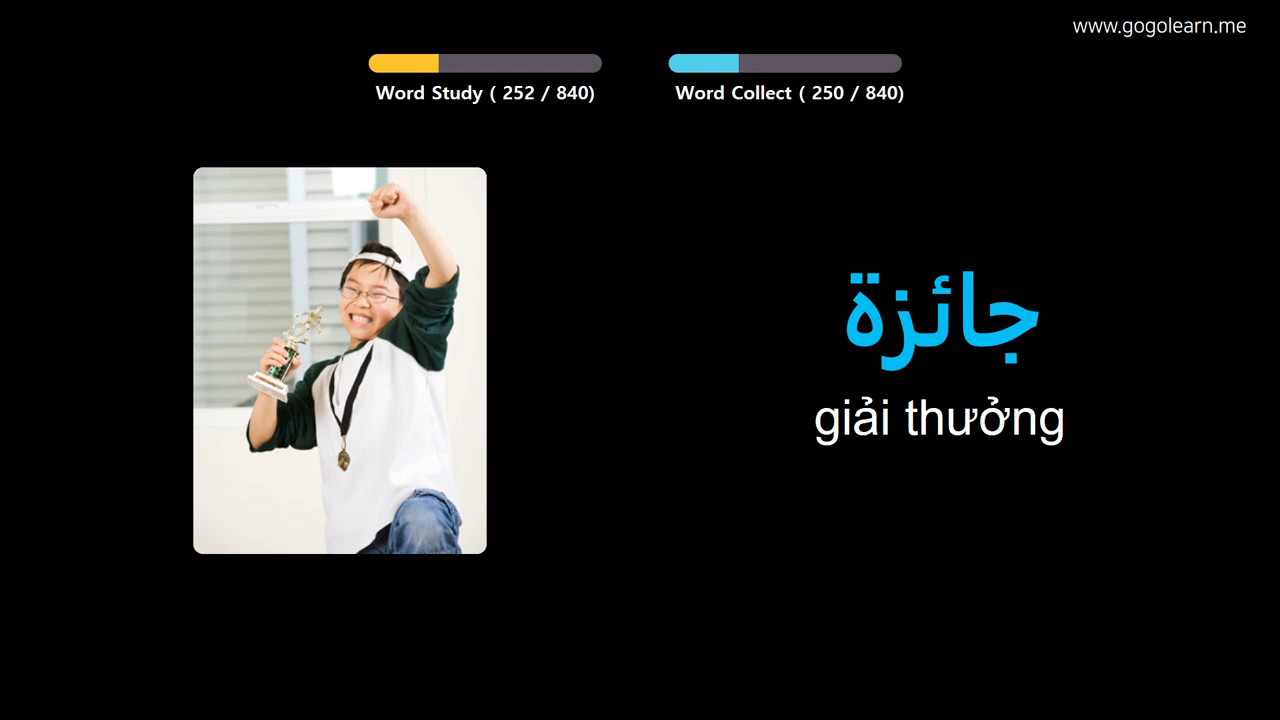 www.gogolearn.me
Word Study ( 252 / 840)
Word Collect ( 250 / 840)
جائزة
giải thưởng